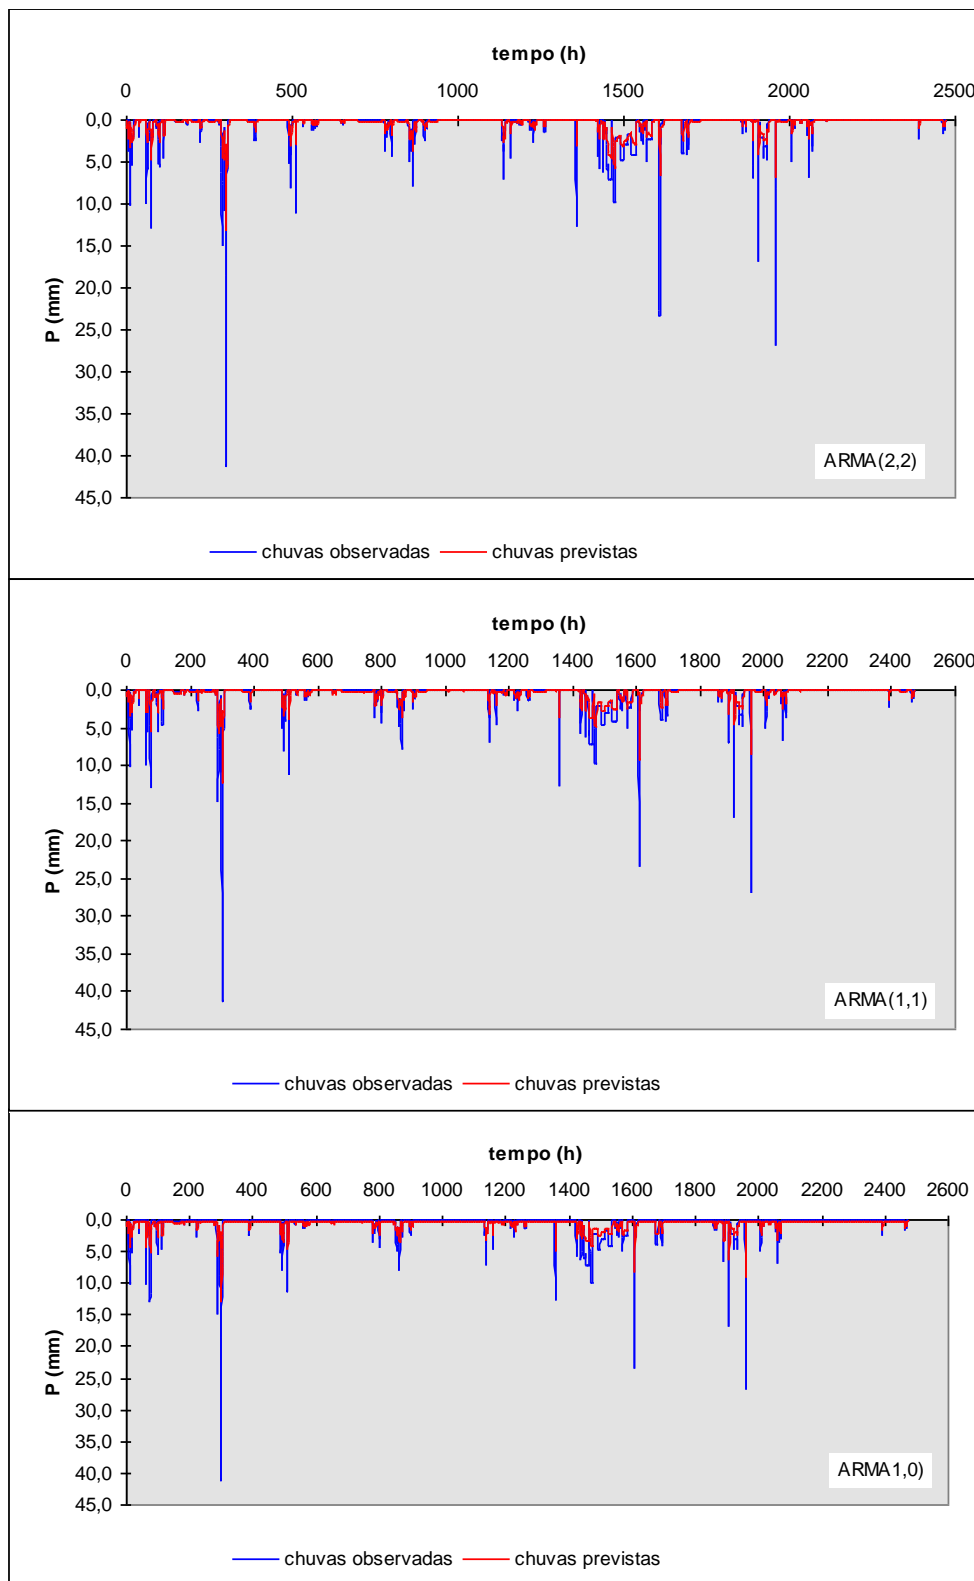 tempo (h)
0 500 1000 1500 2000 2500
0,0
5,0
10,0
15,0
20,0
25,0
30,0
35,0
40,0
45,0
P (mm)
ARMA(2,2)
chuvas observadas chuvas previstas
tempo (h)
0 200 400 600 800 1000 1200 1400 1600 1800 2000 2200 2400 2600
0,0
5,0
10,0
15,0
20,0
25,0
30,0
35,0
40,0
45,0
P (mm)
ARMA(1,1)
chuvas observadas chuvas previstas
tempo (h)
0 200 400 600 800 1000 1200 1400 1600 1800 2000 2200 2400 2600
0,0
5,0
10,0
15,0
20,0
25,0
30,0
35,0
40,0
45,0
P (mm)
ARMA1,0)
chuvas observadas chuvas previstas